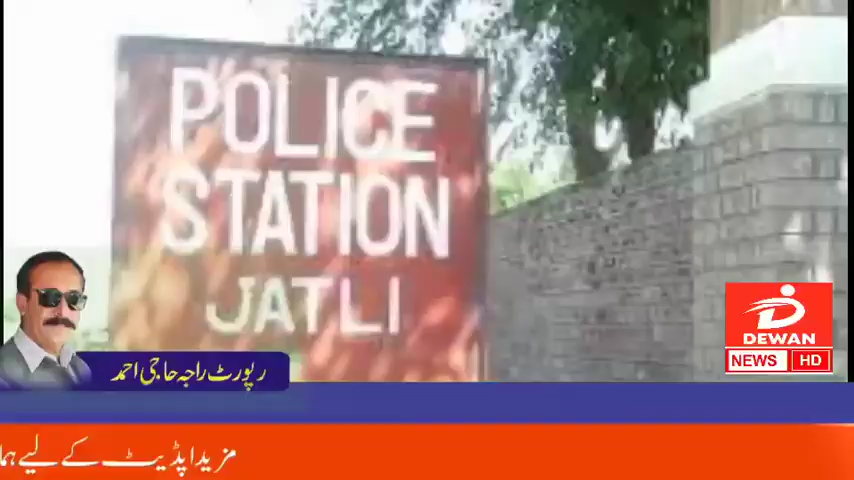 POLICE
STATION
JATLI
DEWAN
NEWS HD
رپورٹ راجہ حاجی احمد
مزید اپڈیٹ کے لیے